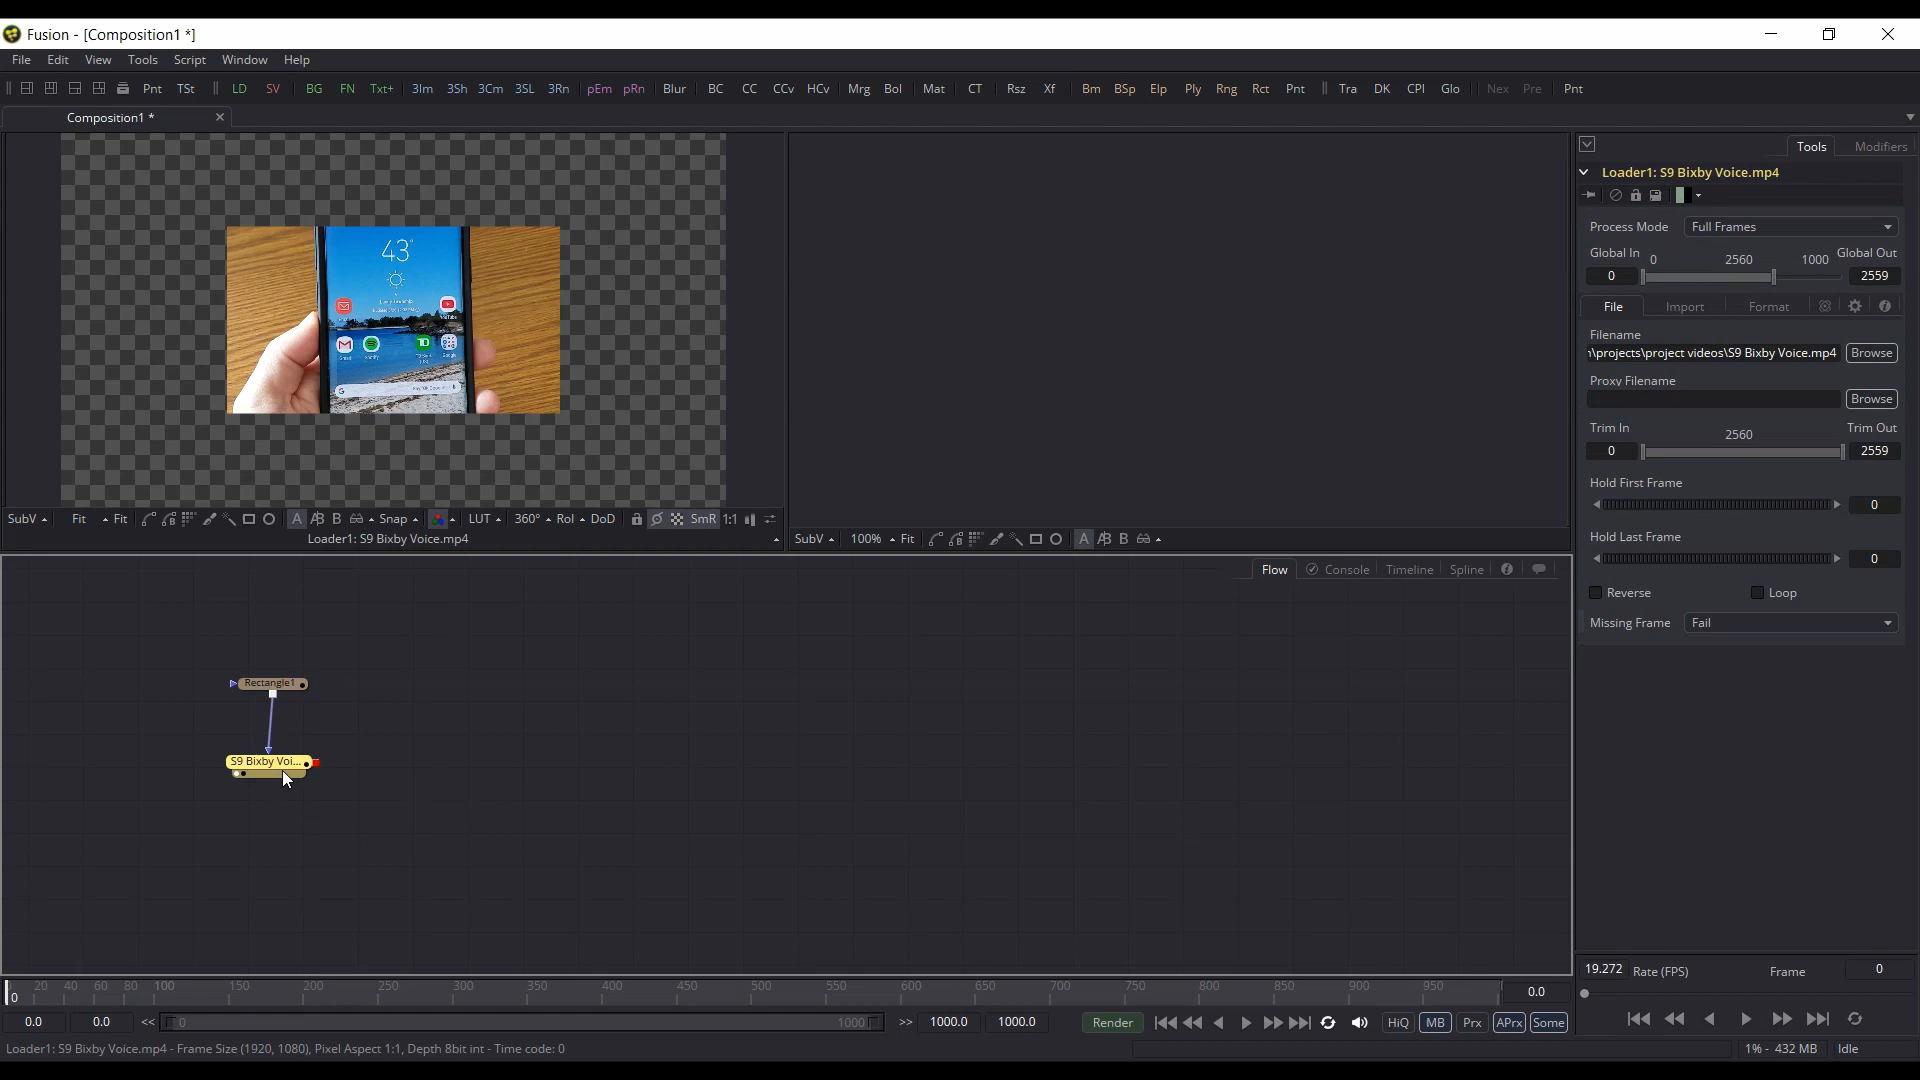 Fusion - [Composition1 *]
File Edit View Tools Script Window Help
Pnt TSt LD SV BG FN Txt+ 3Im 3Sh 3Cm 3SL 3Rn pEm pRn Blur BC CC CCv HCv Mrg Bol Mat CT Rsz Xf Bm BSp Elp Ply Rng Rct Pnt Tra DK CPl Glo Nex Pre Pnt
Composition1 *
Tools Modifiers
Loader1: S9 Bixby Voice.mp4
Process Mode Full Frames
Global In 0 2560 1000 Global Out
0 2559
File Import Format
Filename
\projects\project videos\S9 Bixby Voice.mp4 Browse
Proxy Filename
Browse
Trim In 2560 Trim Out
0 2559
Hold First Frame
0
Hold Last Frame
0
Reverse Loop
Missing Frame Fail
43°
YouTube
Gmail Spotify Google
SubV Fit Fit A B Snap LUT 360° RoI DoD SmR 1:1
Loader1: S9 Bixby Voice.mp4
SubV 100% Fit A B
Flow Console Timeline Spline
Rectangle1
S9 Bixby Voi...
0 20 40 60 80 100 150 200 250 300 350 400 450 500 550 600 650 700 750 800 850 900 950 0.0
0.0 0.0 << 0 1000 >> 1000.0 1000.0 Render HiQ MB Prx APrx Some
19.272 Rate (FPS) Frame 0
Loader1: S9 Bixby Voice.mp4 - Frame Size (1920, 1080), Pixel Aspect 1:1, Depth 8bit int - Time code: 0
1% - 432 MB Idle